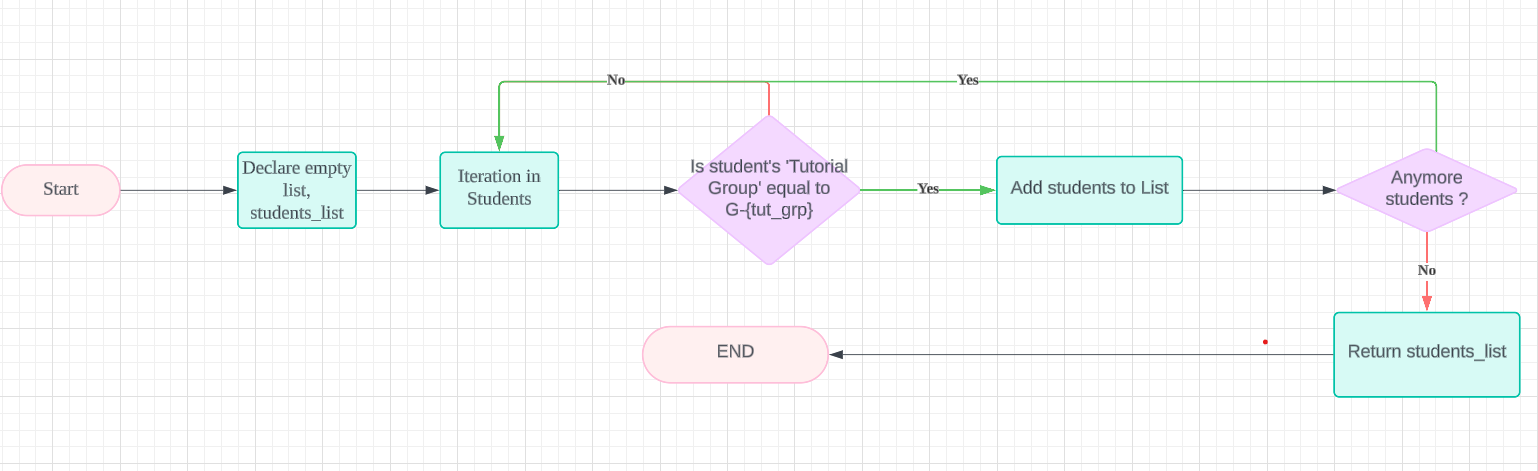 No
Yes
Start
Declare empty
list,
students_list
Iteration in
Students
Is student's 'Tutorial
Group' equal to
G-{tut_grp}
Yes
Add students to List
Anymore
students ?
No
Return students_list
END